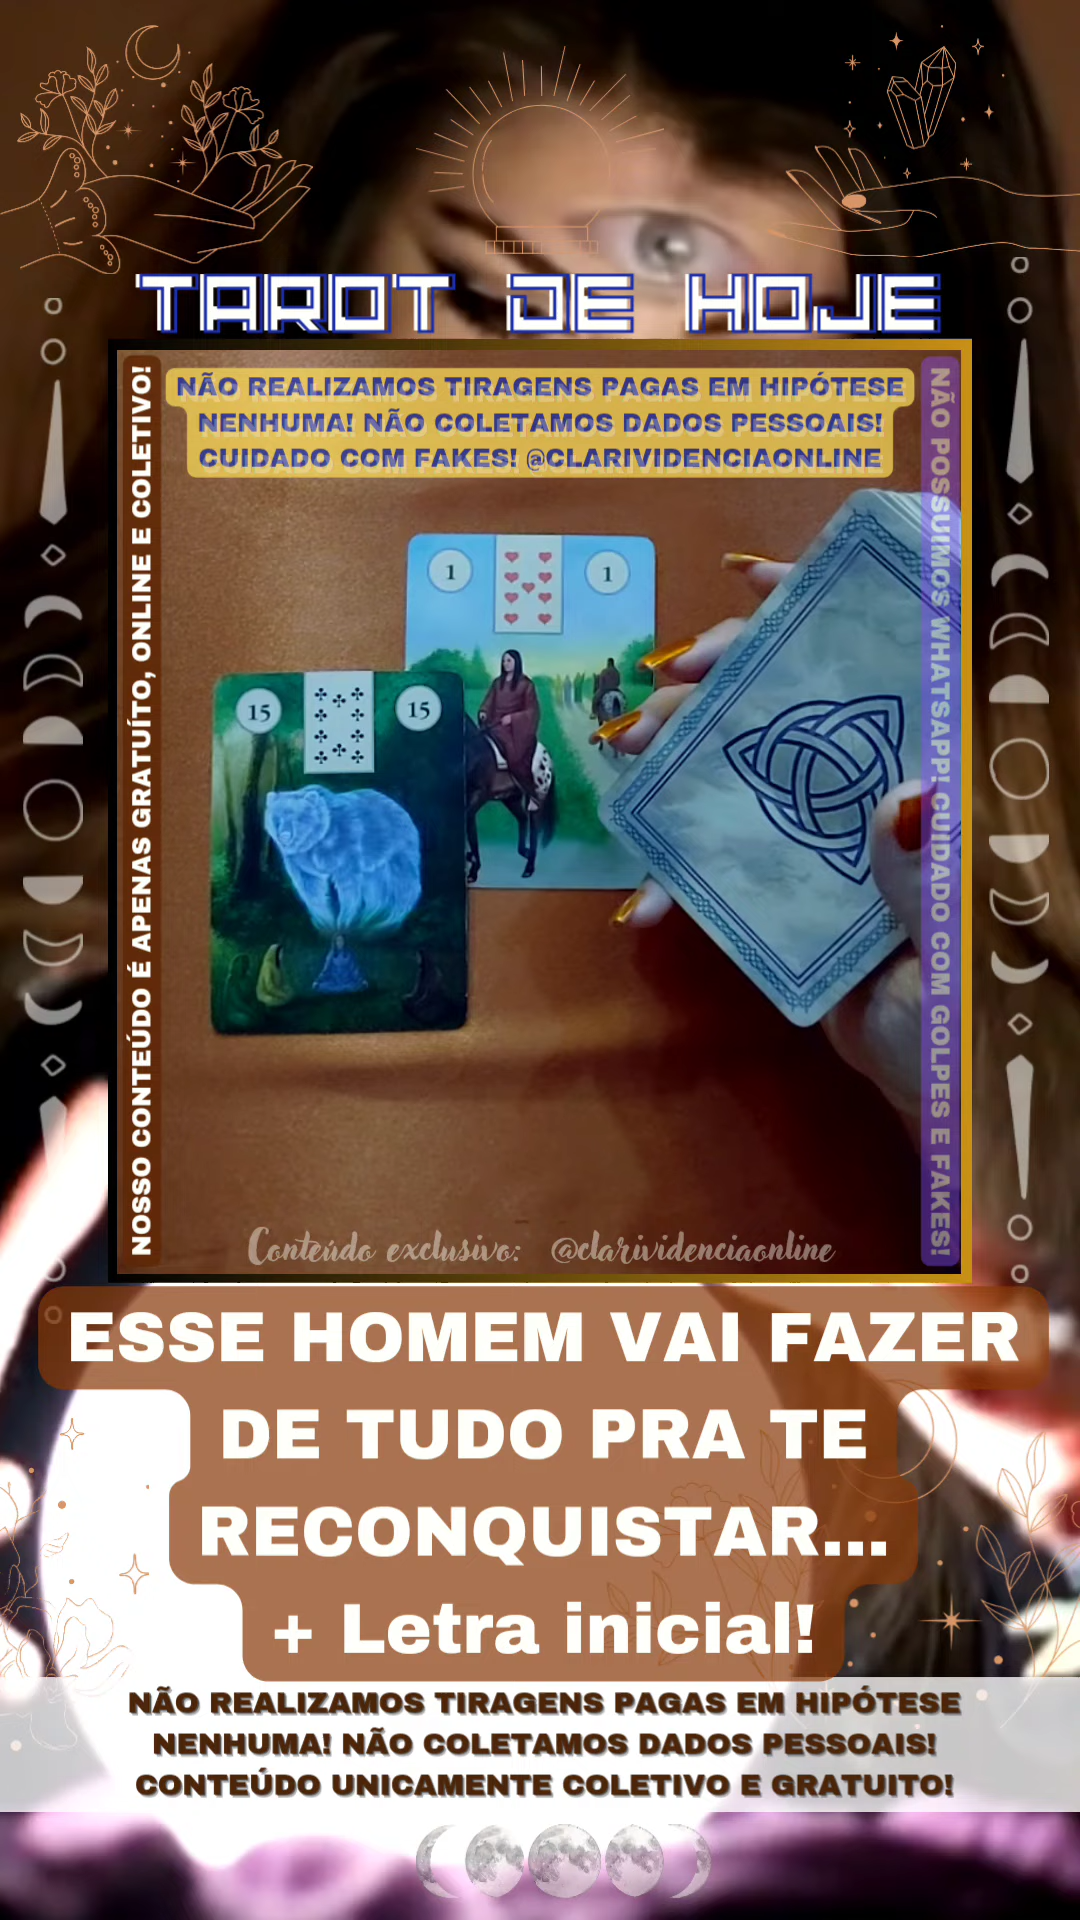 TAROT DE HOJE
NÃO REALIZAMOS TIRAGENS PAGAS EM HIPÓTESE
NENHUMA! NÃO COLETAMOS DADOS PESSOAIS!
CUIDADO COM FAKES! @CLARIVIDENCIAONLINE
NOSSO CONTEÚDO É APENAS GRATUÍTO, ONLINE E COLETIVO!
NÃO POSSUIMOS WHATSAPP! CUIDADO COM GOLPES E FAKES!
1 1
15 15
Conteúdo exclusivo: @clarividenciaonline
ESSE HOMEM VAI FAZER
DE TUDO PRA TE
RECONQUISTAR...
+ Letra inicial!
NÃO REALIZAMOS TIRAGENS PAGAS EM HIPÓTESE
NENHUMA! NÃO COLETAMOS DADOS PESSOAIS!
CONTEÚDO UNICAMENTE COLETIVO E GRATUITO!